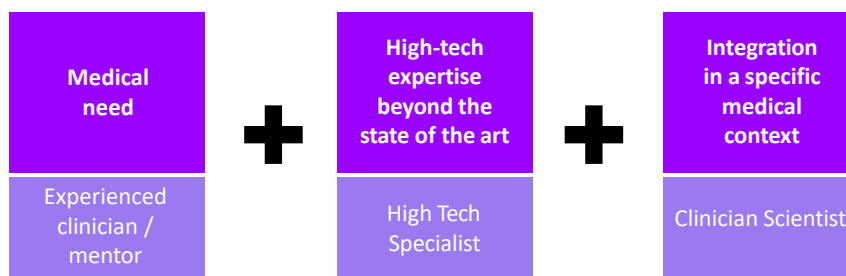 Medical
need
Experienced
clinician /
mentor
High-tech
expertise
beyond the
state of the art
High Tech
Specialist
Integration
in a specific
medical
context
Clinician Scientist